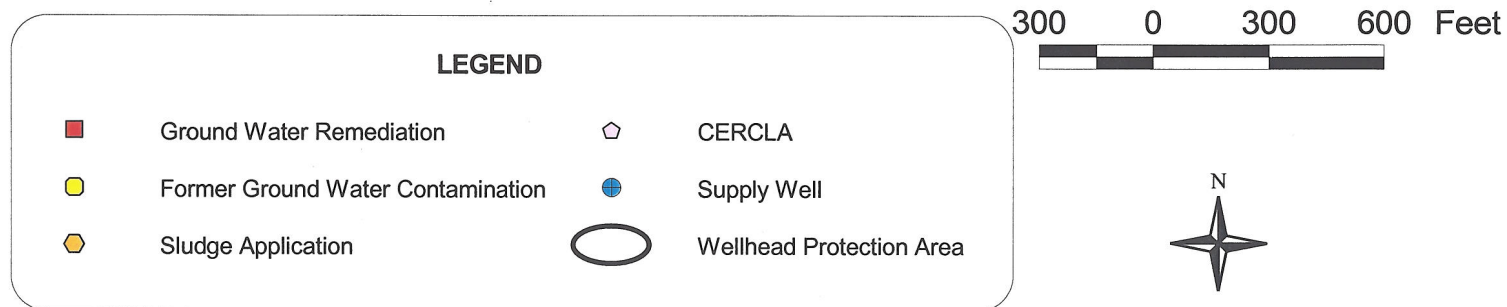 300 0 300 600 Feet
LEGEND
Ground Water Remediation
CERCLA
Former Ground Water Contamination
Supply Well
Sludge Application
Wellhead Protection Area
N